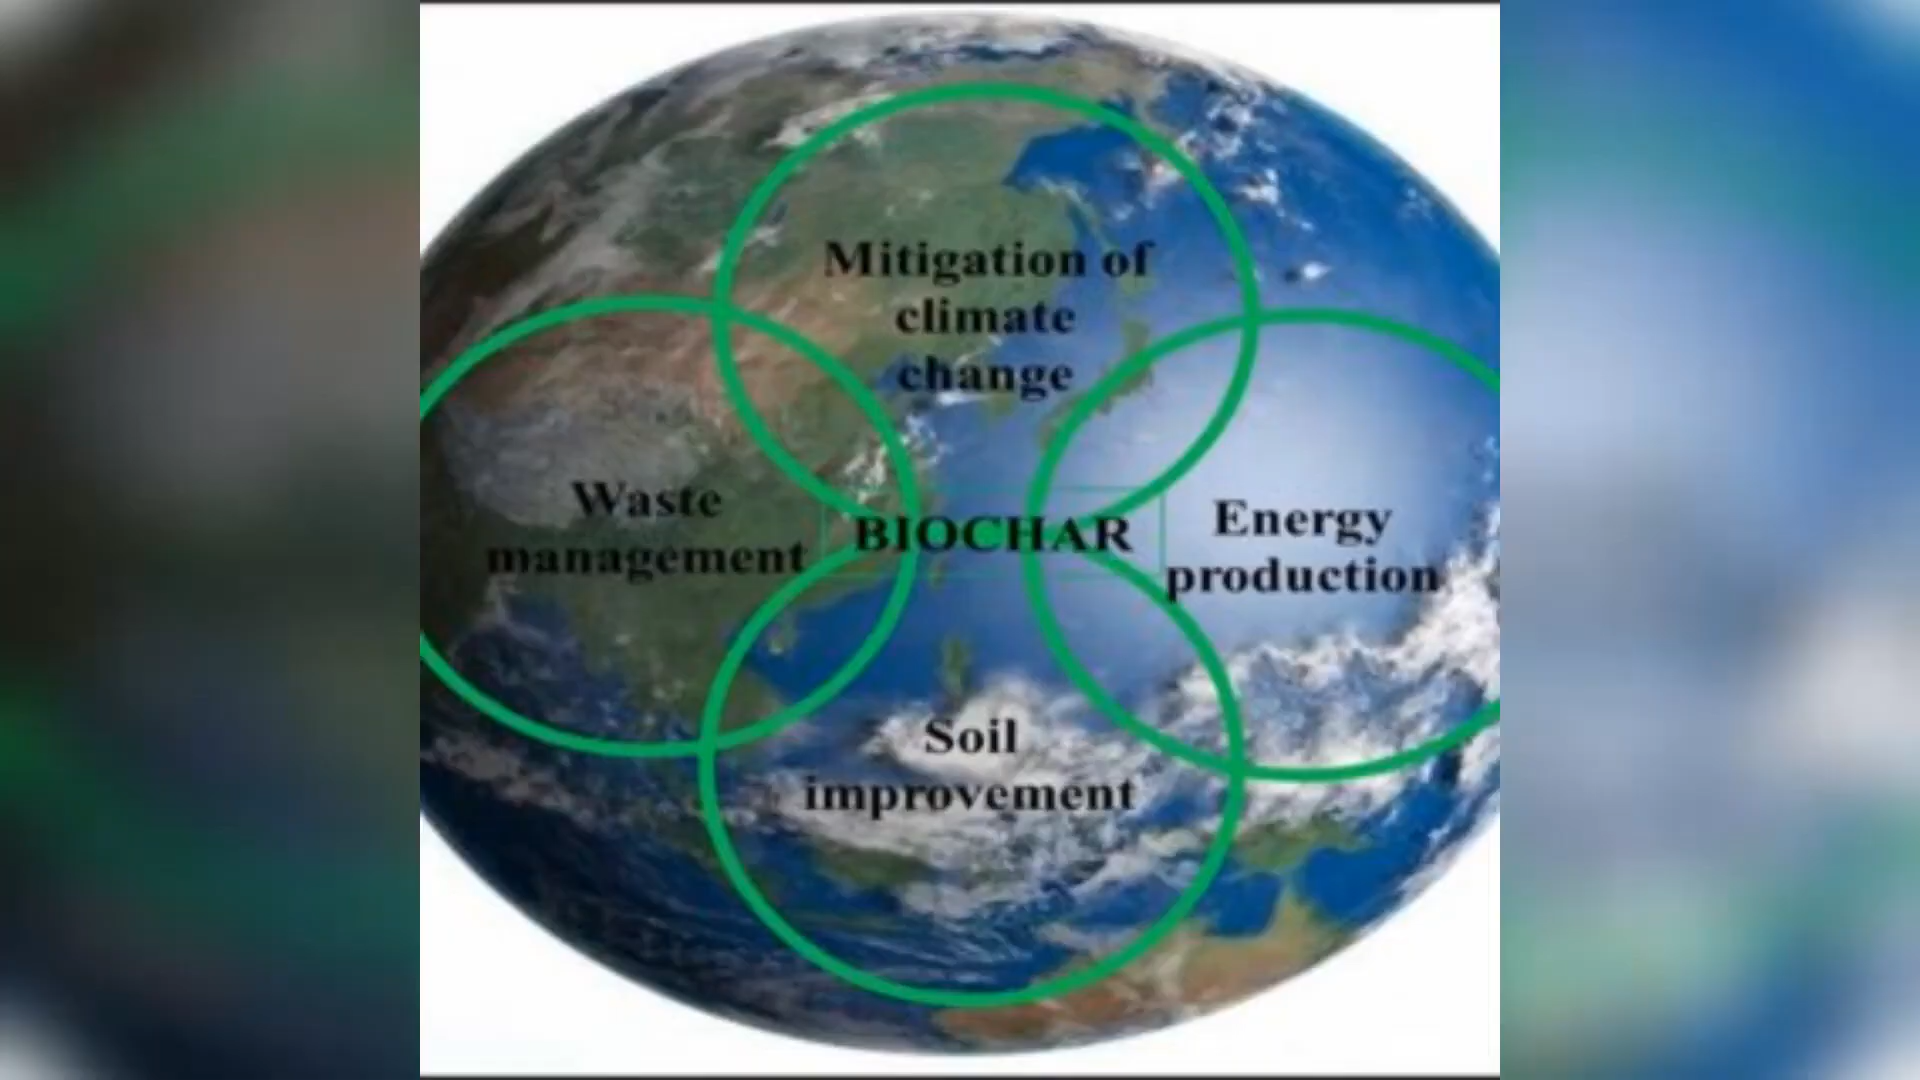 Mitigation of
climate
change
Waste
management
BIOCHAR
Energy
production
Soil
improvement